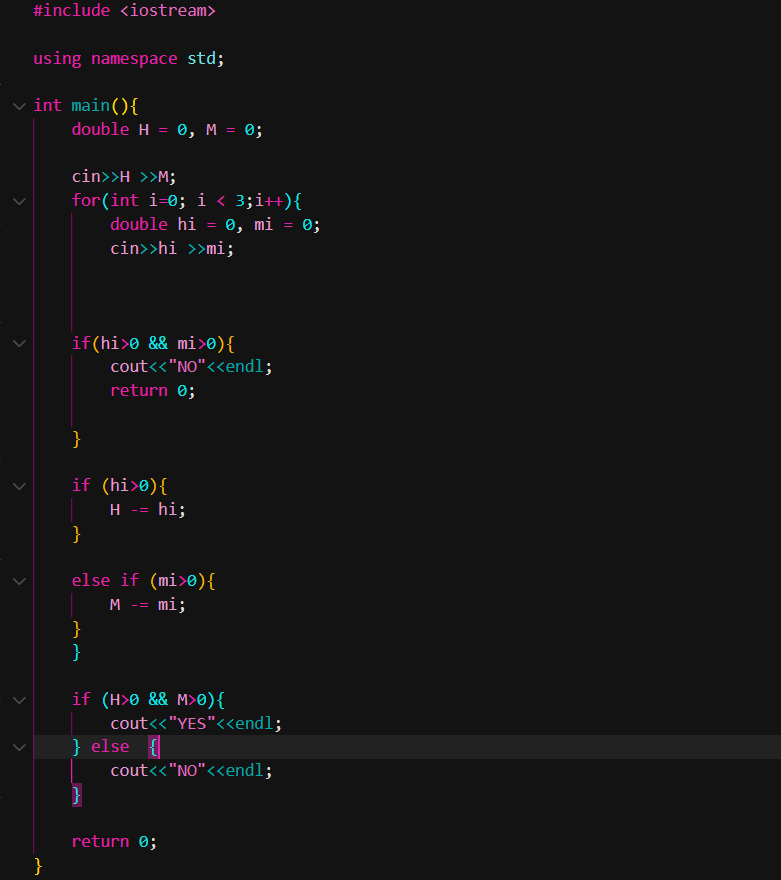 #include <iostream>
using namespace std;
int main(){
double H = 0, M = 0;
cin>>H >>M;
for(int i=0; i < 3;i++){
double hi = 0, mi = 0;
cin>>hi >>mi;
if(hi>0 && mi>0){
cout<<"NO"<<endl;
return 0;
}
if (hi>0){
H -= hi;
}
else if (mi>0){
M -= mi;
}
}
if (H>0 && M>0){
cout<<"YES"<<endl;
} else  {
cout<<"NO"<<endl;
}
return 0;
}